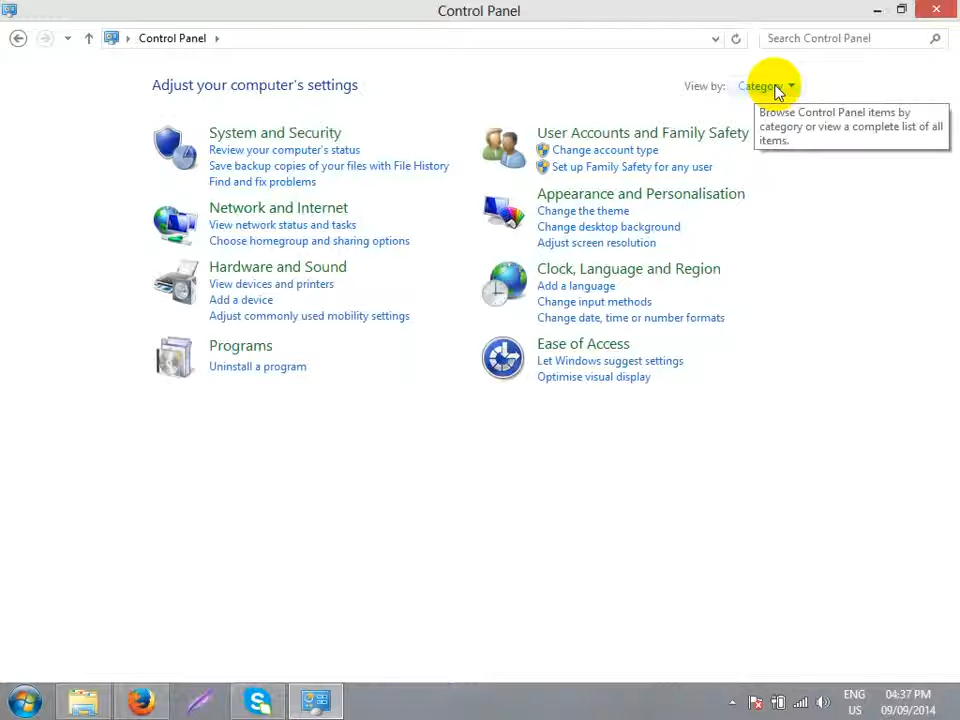 Control Panel
Control Panel
Search Control Panel
Adjust your computer's settings
View by: Category
Browse Control Panel items by
category or view a complete list of all
items.
System and Security
Review your computer's status
Save backup copies of your files with File History
Find and fix problems
Network and Internet
View network status and tasks
Choose homegroup and sharing options
Hardware and Sound
View devices and printers
Add a device
Adjust commonly used mobility settings
Programs
Uninstall a program
User Accounts and Family Safety
Change account type
Set up Family Safety for any user
Appearance and Personalisation
Change the theme
Change desktop background
Adjust screen resolution
Clock, Language and Region
Add a language
Change input methods
Change date, time or number formats
Ease of Access
Let Windows suggest settings
Optimise visual display
ENG
US
04:37 PM
09/09/2014